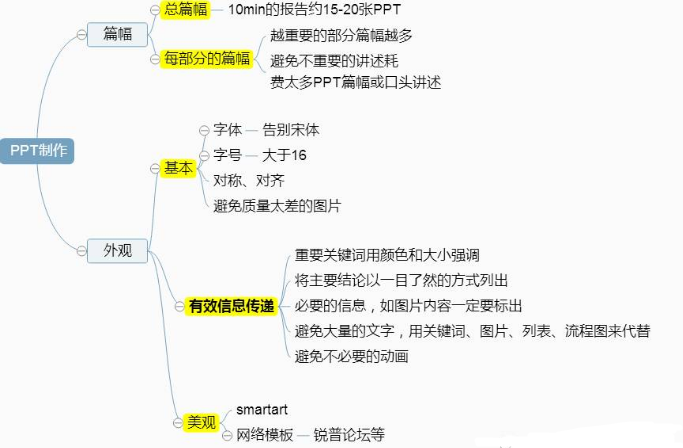 总篇幅
10min的报告约15-20张PPT
篇幅
越重要的部分篇幅越多
每部分的篇幅
避免不重要的讲述耗
费太多PPT篇幅或口头讲述
PPT制作
字体
告别宋体
字号
大于16
基本
对称、对齐
避免质量太差的图片
外观
重要关键词用颜色和大小强调
将主要结论以一目了然的方式列出
有效信息传递
必要的信息，如图片内容一定要标出
避免大量的文字，用关键词、图片、列表、流程图来代替
避免不必要的动画
smartart
美观
网络模板
锐普论坛等